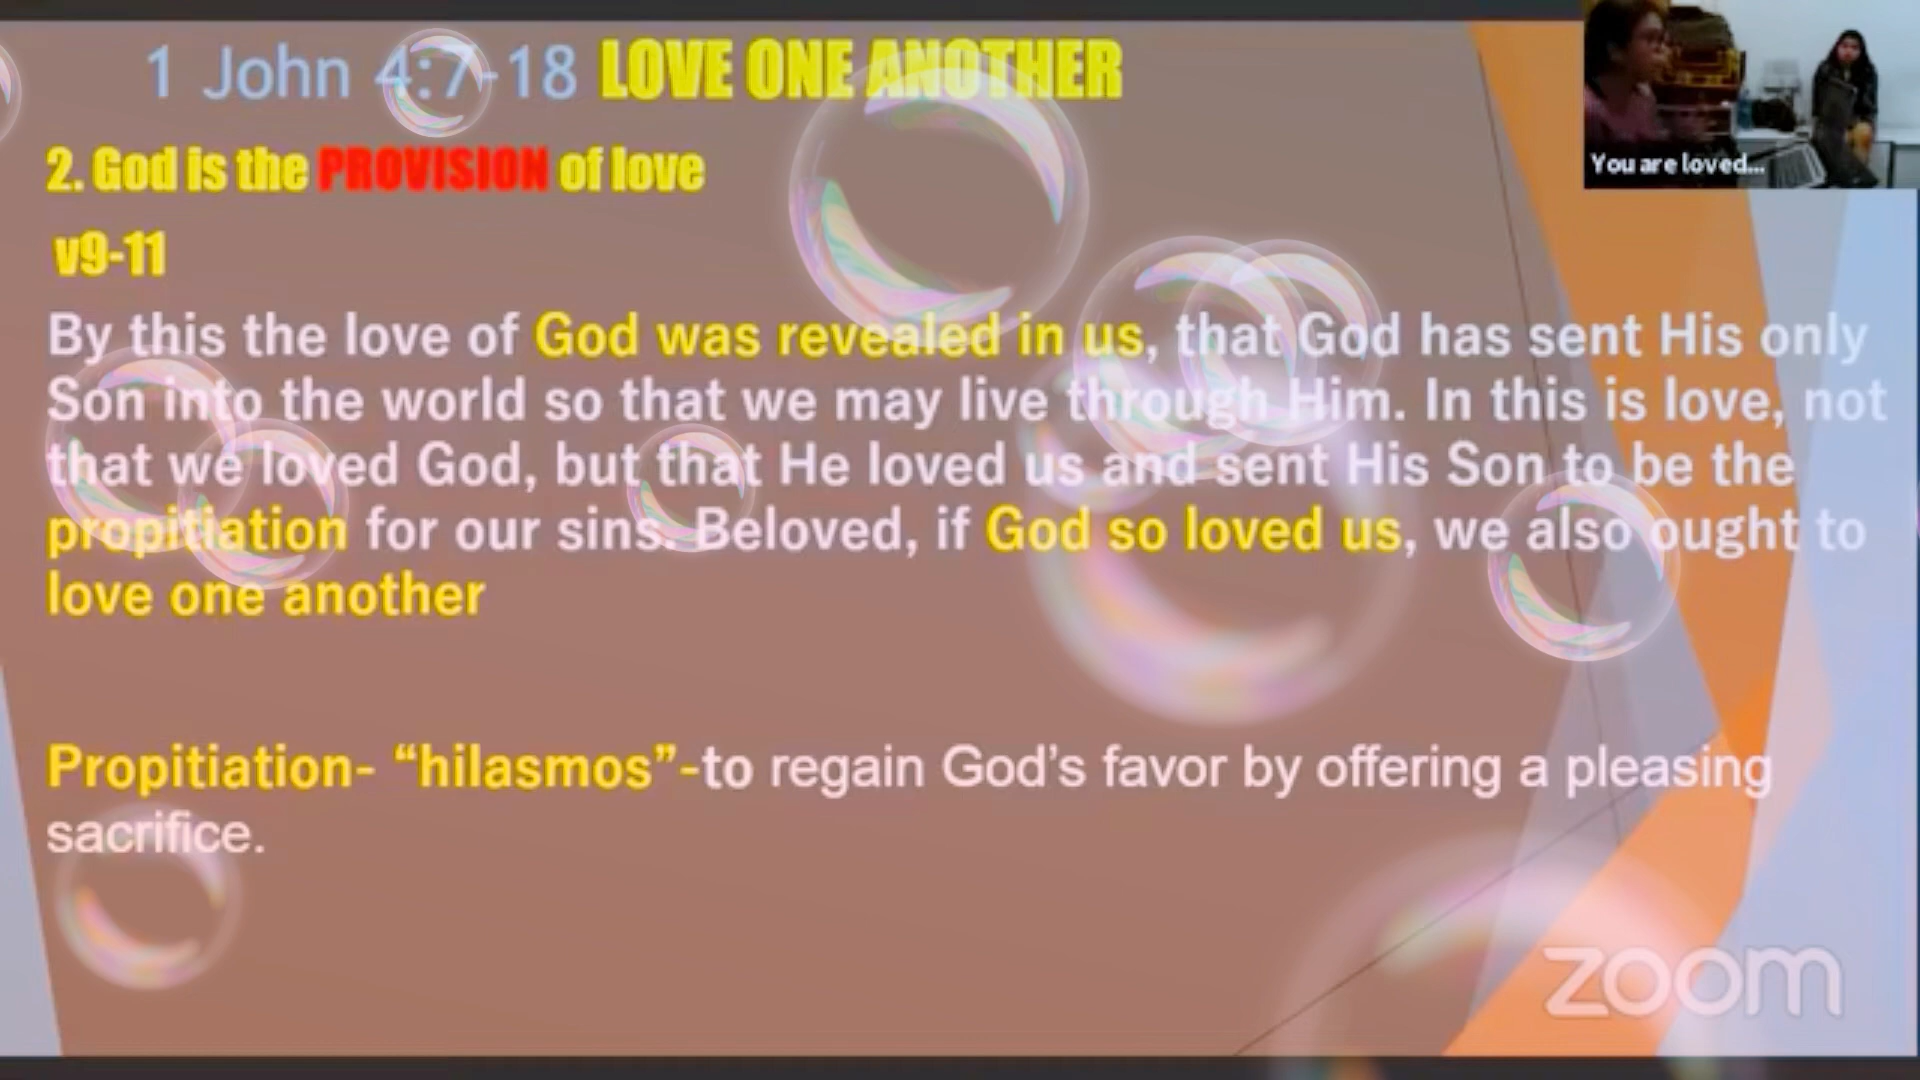 1 John 4:7-18 LOVE ONE ANOTHER
You are loved...
2. God is the PROVISION of love
v9-11
By this the love of God was revealed in us, that God has sent His only
Son into the world so that we may live through Him. In this is love, not
that we loved God, but that He loved us and sent His Son to be the
propitiation for our sins. Beloved, if God so loved us, we also ought to
love one another
Propitiation- “hilasmos”-to regain God’s favor by offering a pleasing
sacrifice.
zoom